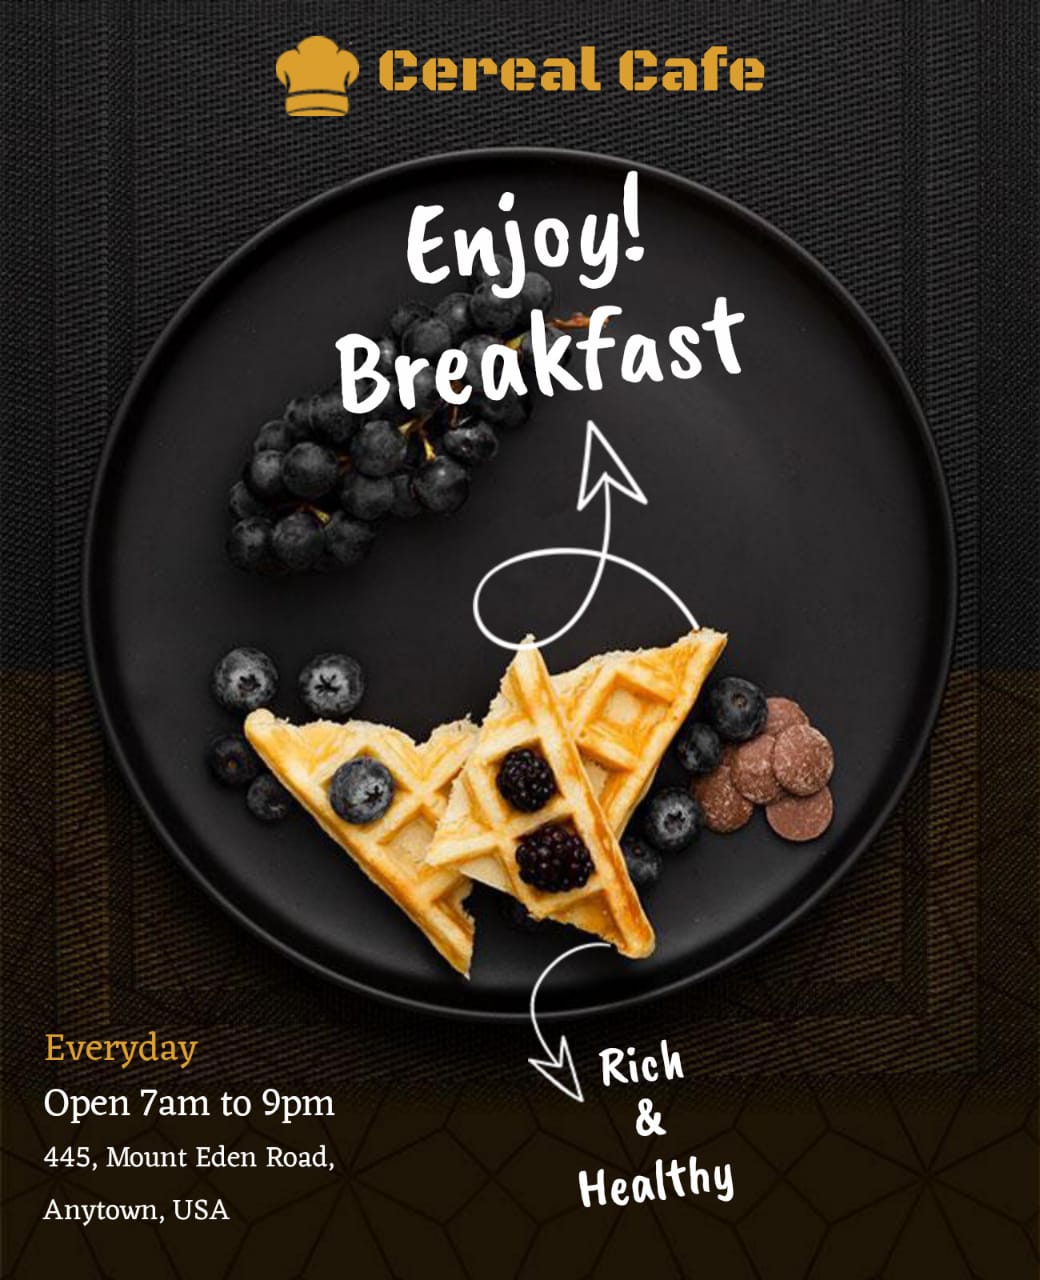 Cereal Cafe
Enjoy!
Breakfast
Rich
&
Healthy
Everyday
Open 7am to 9pm
445, Mount Eden Road,
Anytown, USA